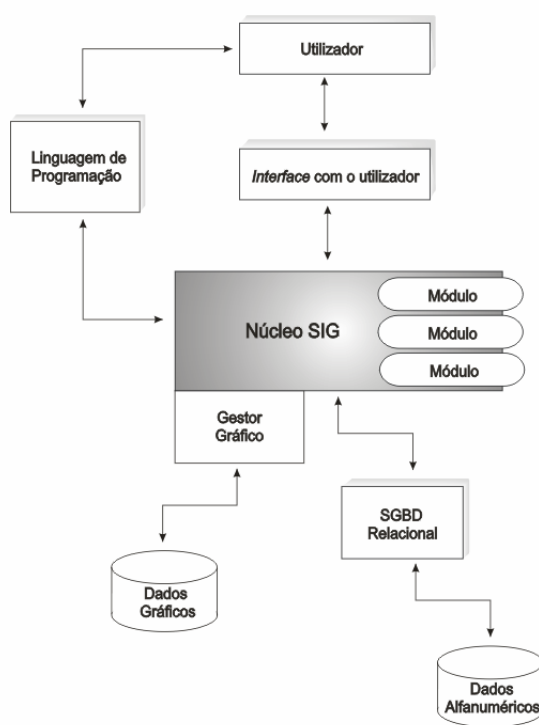 Utilizador
Linguagem de
Programação
Interface com o utilizador
Núcleo SIG
Módulo
Módulo
Módulo
Gestor
Gráfico
SGBD
Relacional
Dados
Gráficos
Dados
Alfanuméricos